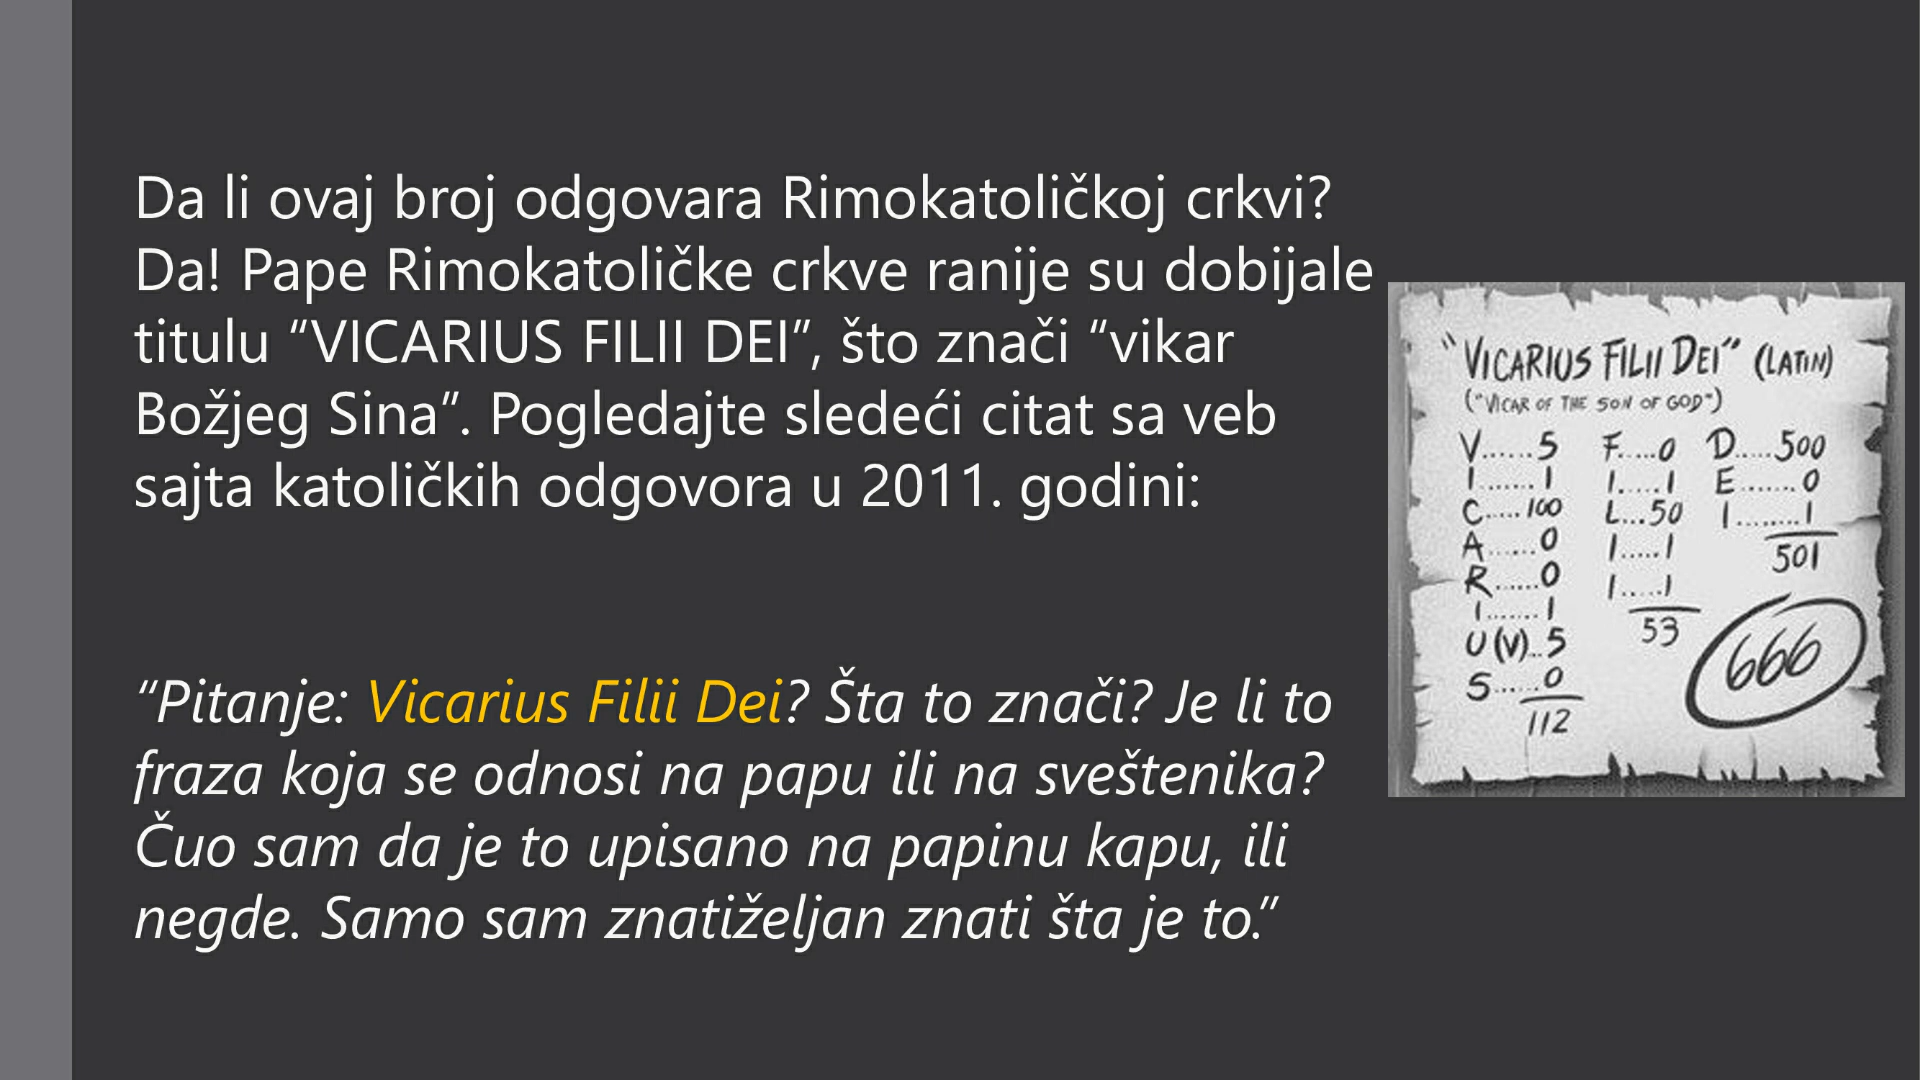 Da li ovaj broj odgovara Rimokatoličkoj crkvi?
Da! Pape Rimokatoličke crkve ranije su dobijale
titulu “VICARIUS FILII DEI”, što znači “vikar
Božjeg Sina”. Pogledajte sledeći citat sa veb
sajta katoličkih odgovora u 2011. godini:
“Pitanje: Vicarius Filii Dei? Šta to znači? Je li to
fraza koja se odnosi na papu ili na sveštenika?
Čuo sam da je to upisano na papinu kapu, ili
negde. Samo sam znatiželjan znati šta je to.”
“VICARIUS FILII DEI” (LATIN)
(“VICAR OF THE SON OF GOD”)
V......5
I.......1
C.....100
A......0
R......0
I.......1
U(V)..5
S.....0
112
F.....0
I.....1
L...50
I.....1
I.....1
53
D.....500
E.......0
I........1
501
666